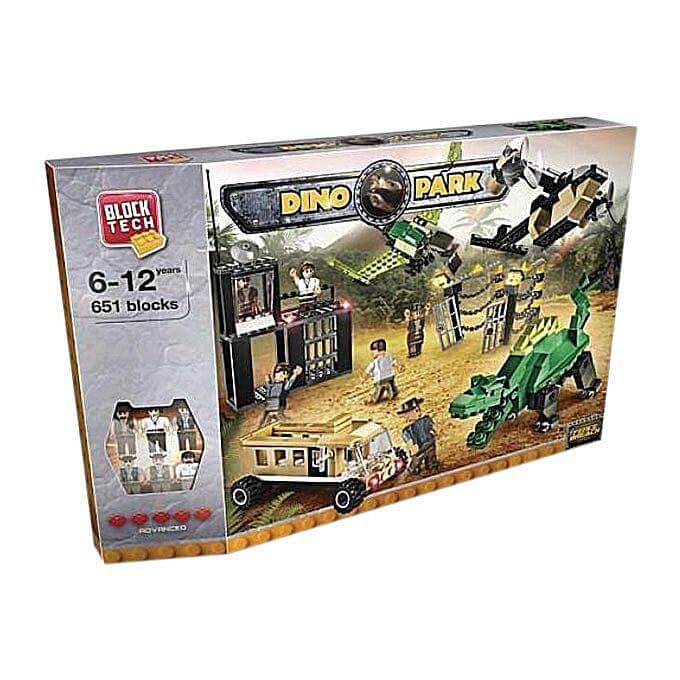 DINO PARK
BLOCK
TECH
6-12 years
651 blocks
ADVANCED